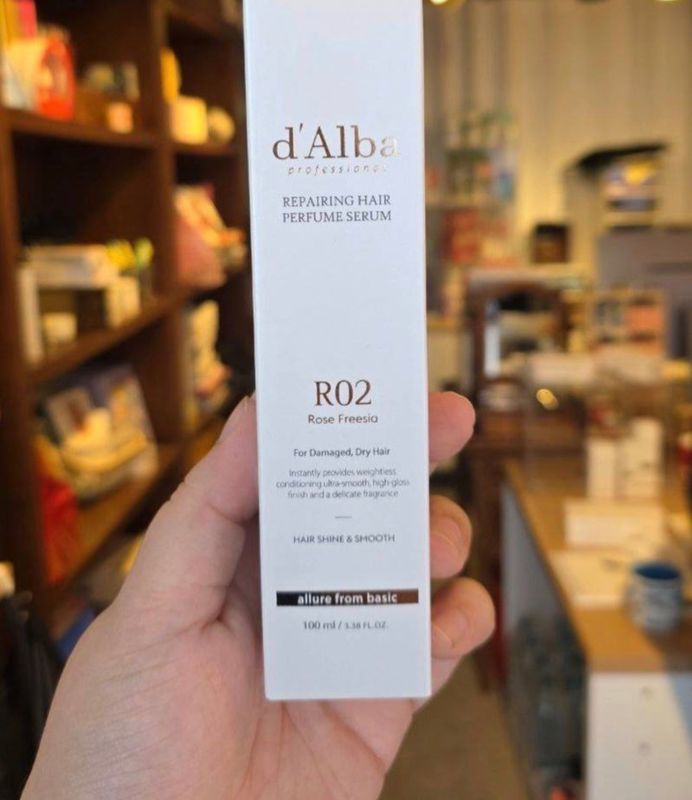 d'Alba
professional
REPAIRING HAIR
PERFUME SERUM
R02
Rose Freesia
For Damaged, Dry Hair
Instantly provides weightless
conditioning ultra-smooth, high-gloss
finish and a delicate fragrance
HAIR SHINE & SMOOTH
allure from basic
100 ml / 3.38 FL.OZ.